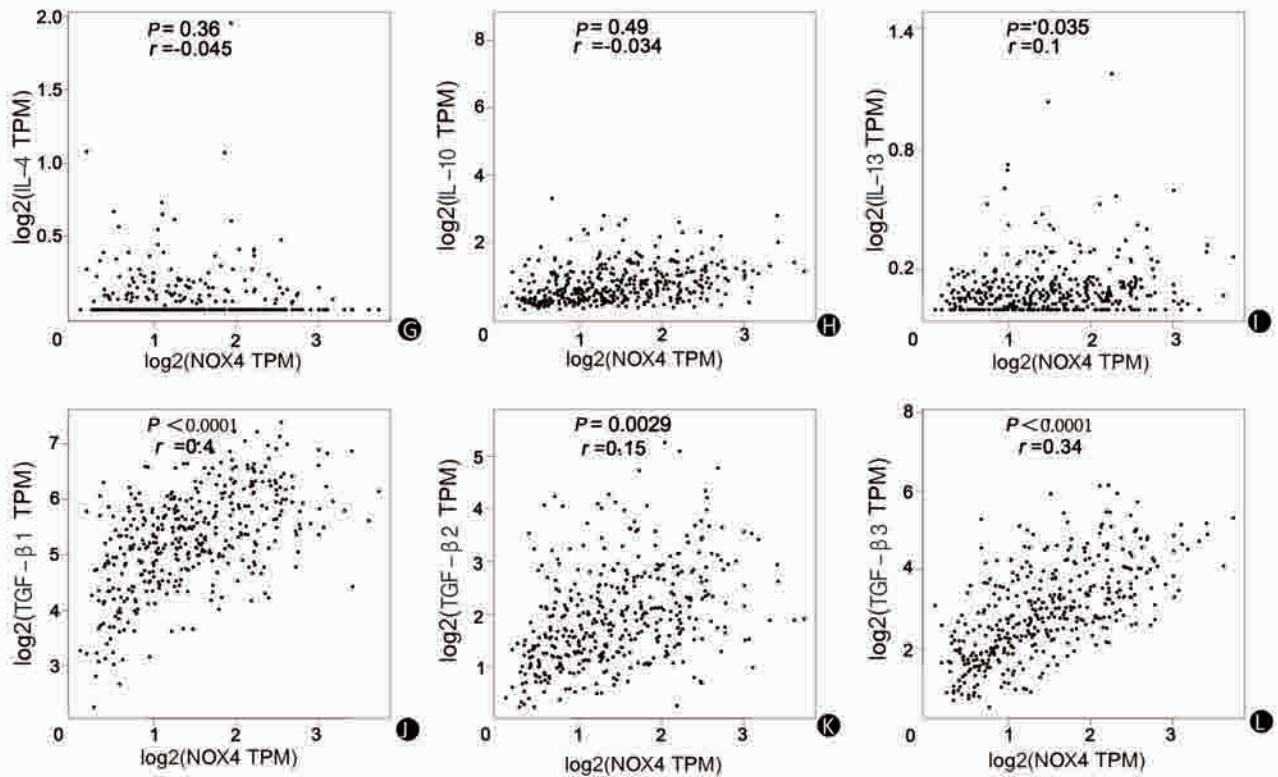 2.0
1.5
1.0
0.5
log2(IL-4 TPM)
P = 0.36
r =-0.045
0
1
2
3
log2(NOX4 TPM)
G
8
6
4
2
log2(IL-10 TPM)
P = 0.49
r =-0.034
0
1
2
3
log2(NOX4 TPM)
H
1.4
0.8
0.2
log2(IL-13 TPM)
P= 0.035
r =0.1
0
1
2
3
log2(NOX4 TPM)
I
7
6
5
4
3
log2(TGF-β1 TPM)
P <0.0001
r =0.4
0
1
2
3
log2(NOX4 TPM)
J
5
4
3
2
1
log2(TGF-β2 TPM)
P = 0.0029
r =0.15
0
1
2
3
log2(NOX4 TPM)
K
8
6
4
2
log2(TGF-β3 TPM)
P <0.0001
r =0.34
0
1
2
3
log2(NOX4 TPM)
L